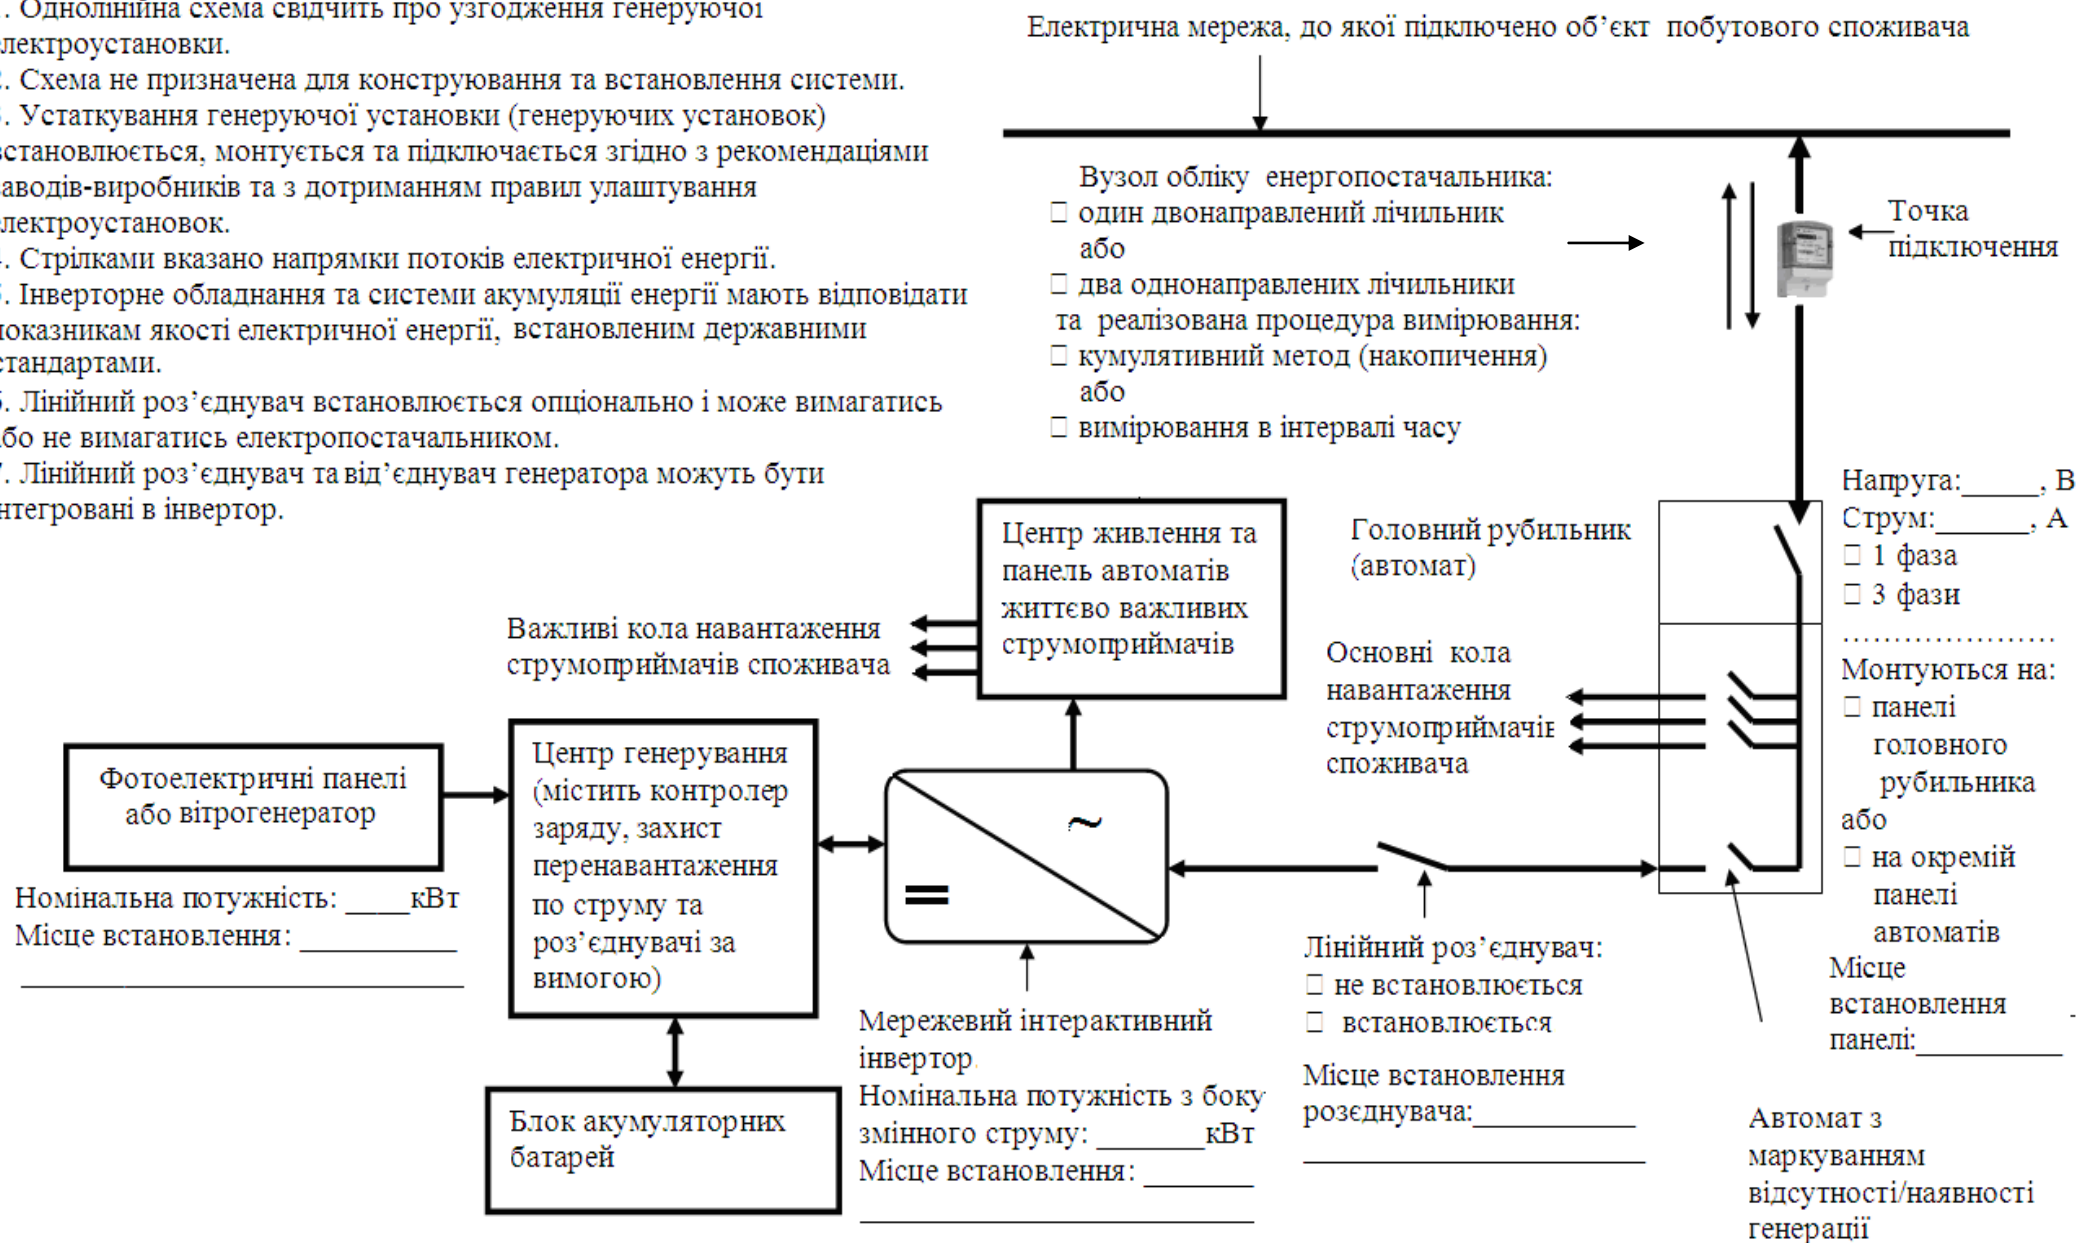 . Однолінійна схема свідчить про узгодження генеруючої
лектроустановки.
. Схема не призначена для конструювання та встановлення системи.
. Устаткування генеруючої установки (генеруючих установок)
встановлюється, монтується та підключається згідно з рекомендаціями
заводів-виробників та з дотриманням правил улаштування
лектроустановок.
. Стрілками вказано напрямки потоків електричної енергії.
. Інверторне обладнання та системи акумуляції енергії мають відповідати
показникам якості електричної енергії, встановленим державними
стандартами.
. Лінійний роз’єднувач встановлюється опціонально і може вимагатись
або не вимагатись електропостачальником.
. Лінійний роз’єднувач та від’єднувач генератора можуть бути
нтегровані в інвертор.
Електрична мережа, до якої підключено об’єкт побутового споживача
Вузол обліку енергопостачальника:
□ один двонаправлений лічильник
або
□ два однонаправлених лічильники
та реалізована процедура вимірювання:
□ кумулятивний метод (накопичення)
або
□ вимірювання в інтервалі часу
Точка
підключення
Напруга:_____, В
Струм:______, А
□ 1 фаза
□ 3 фази
.....................
Монтуються на:
□ панелі
головного
рубильника
або
□ на окремій
панелі
автоматів
Місце
встановлення
панелі:_________
Головний рубильник
(автомат)
Основні кола
навантаження
струмоприймачів
споживача
Центр живлення та
панель автоматів
життєво важливих
струмоприймачів
Важливі кола навантаження
струмоприймачів споживача
Фотоелектричні панелі
або вітрогенератор
Номінальна потужність: ____кВт
Місце встановлення: __________
____________________________
Центр генерування
(містить контролер
заряду, захист
перенавантаження
по струму та
роз’єднувачі за
вимогою)
Блок акумуляторних
батарей
~
=
Мережевий інтерактивний
інвертор.
Номінальна потужність з боку
змінного струму: _______кВт
Місце встановлення: _______
_________________________
Лінійний роз’єднувач:
□ не встановлюється
□ встановлюється
Місце встановлення
розєднувача:__________
_____________________
Автомат з
маркуванням
відсутності/наявності
генерації